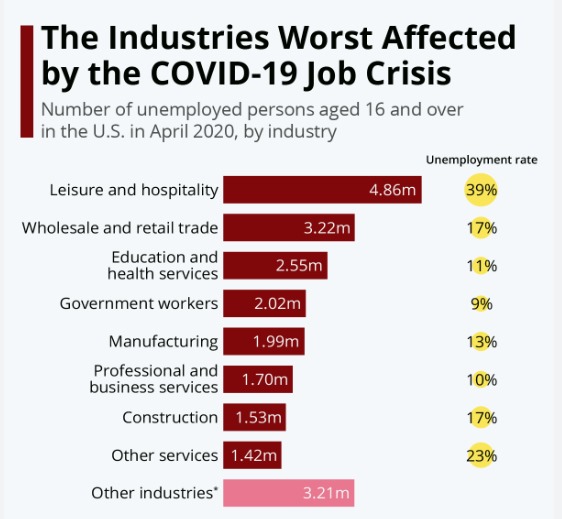 The Industries Worst Affected
by the COVID-19 Job Crisis
Number of unemployed persons aged 16 and over
in the U.S. in April 2020, by industry
Unemployment rate
Leisure and hospitality 4.86m 39%
Wholesale and retail trade 3.22m 17%
Education and
health services 2.55m 11%
Government workers 2.02m 9%
Manufacturing 1.99m 13%
Professional and
business services 1.70m 10%
Construction 1.53m 17%
Other services 1.42m 23%
Other industries* 3.21m